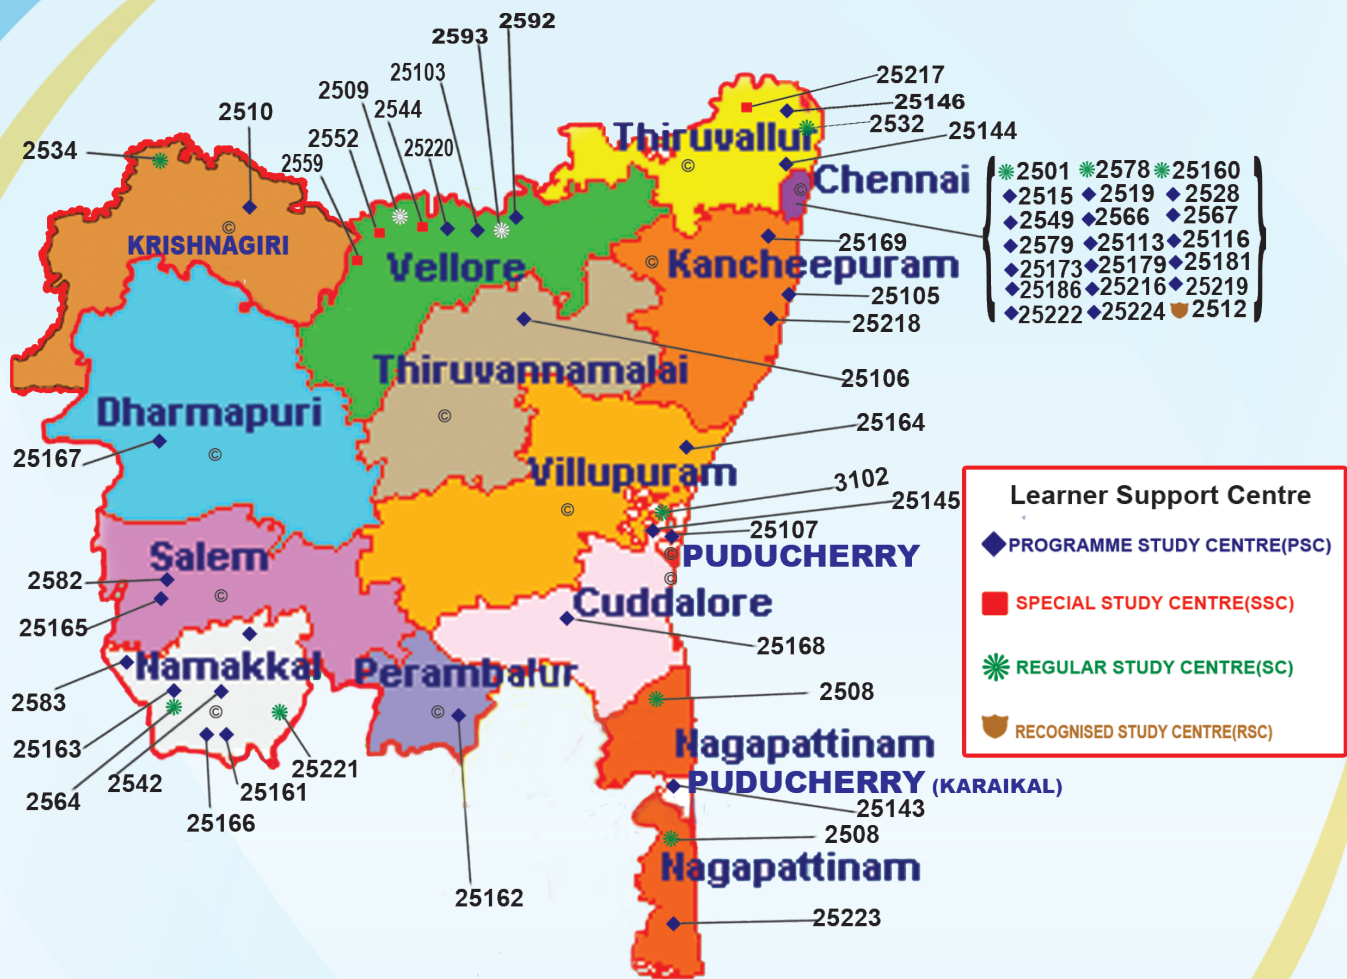 2592
2593
25103
2509
2544
2510
2552
25220
2559
2534
25217
25146
2532
25144
Thiruvallur
©
Chennai
©
2501 2578 25160
2515 2519 2528
2549 2566 2567
2579 25113 25116
25173 25179 25181
25186 25216 25219
25222 25224 2512
©
KRISHNAGIRI
Vellore
©
Kancheepuram
25169
25105
25218
Thiruvannamalai
©
25106
Dharmapuri
©
25167
25164
Villupuram
©
3102
25145
25107
©
PUDUCHERRY
©
Learner Support Centre
PROGRAMME STUDY CENTRE(PSC)
SPECIAL STUDY CENTRE(SSC)
REGULAR STUDY CENTRE(SC)
RECOGNISED STUDY CENTRE(RSC)
Salem
©
2582
25165
Cuddalore
25168
Namakkal
©
2583
25163
2564
2542
25166
25161
25221
Perambalur
©
25162
2508
Nagapattinam
PUDUCHERRY (KARAIKAL)
25143
2508
Nagapattinam
25223